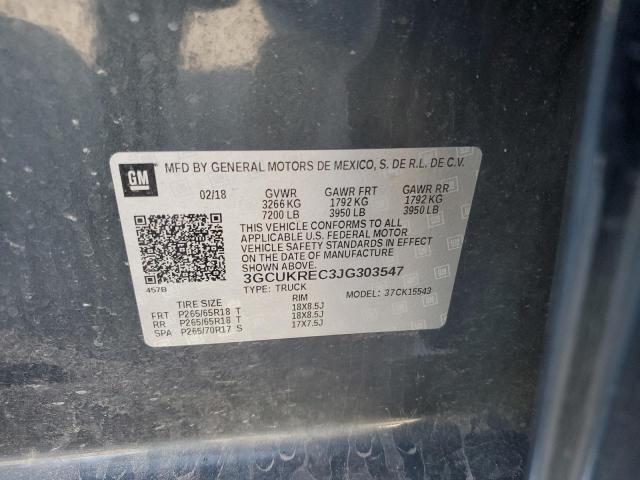 GM
MFD BY GENERAL MOTORS DE MEXICO, S. DE R.L. DE C.V.
02/18 GVWR GAWR FRT GAWR RR
3266 KG 1792 KG 1792 KG
7200 LB 3950 LB 3950 LB
THIS VEHICLE CONFORMS TO ALL
APPLICABLE U.S. FEDERAL MOTOR
VEHICLE SAFETY STANDARDS IN EFFECT
ON THE DATE OF MANUFACTURE
SHOWN ABOVE.
3GCUKREC3JG303547
457B TYPE: TRUCK MODEL: 37CK15543
TIRE SIZE RIM
FRT P265/65R18 T 18X8.5J
RR P265/65R18 T 18X8.5J
SPA P265/70R17 S 17X7.5J